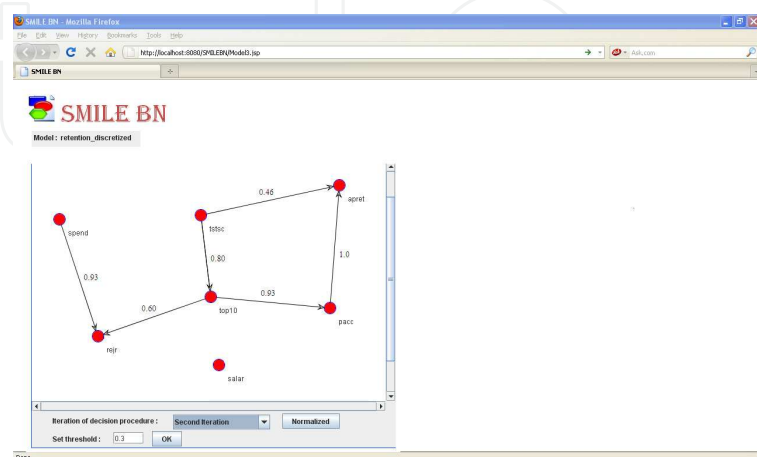 SMILE BN - Mozilla Firefox
File Edit View History Bookmarks Tools Help
http://localhost:8080/SMILEBN/Model3.jsp
Ask.com
SMILE BN
SMILE BN
Model : retention_discretized
0.46
apret
spend
tstsc
0.80
1.0
0.93
0.93
0.60
top10
pacc
rejr
salar
Iteration of decision procedure :
Second Iteration
Normalized
Set threshold :
0.3
OK
Done